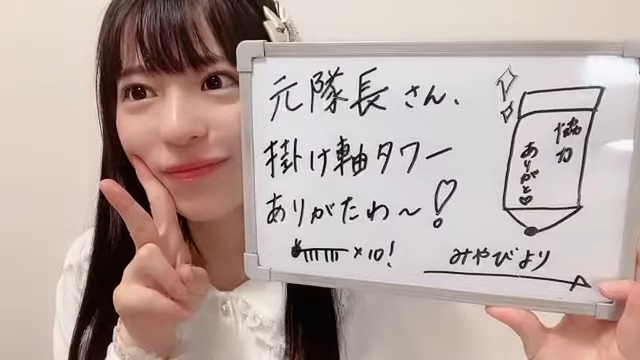 元隊長さん、
掛け軸タワー
ありがたわ〜!
×10!
みやびより
協力
ありがと♡